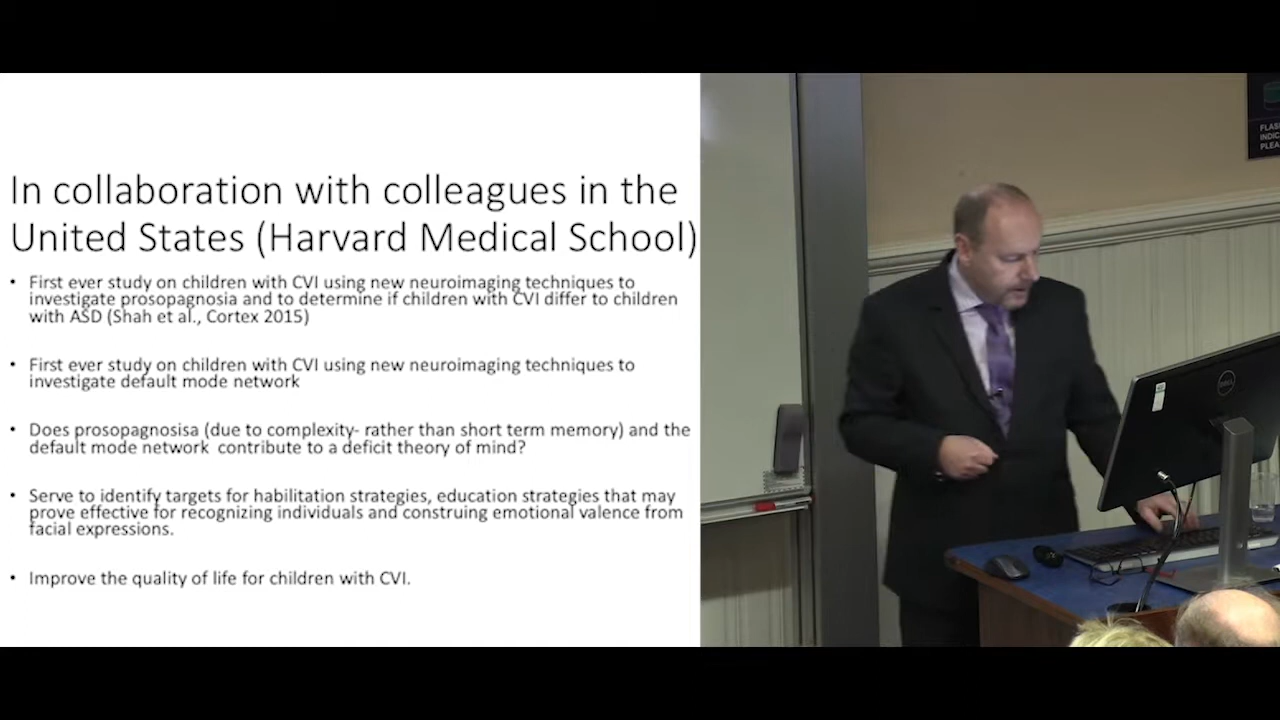 In collaboration with colleagues in the
United States (Harvard Medical School)
• First ever study on children with CVI using new neuroimaging techniques to
investigate prosopagnosia and to determine if children with CVI differ to children
with ASD (Shah et al., Cortex 2015)
• First ever study on children with CVI using new neuroimaging techniques to
investigate default mode network
• Does prosopagnosisa (due to complexity- rather than short term memory) and the
default mode network contribute to a deficit theory of mind?
• Serve to identify targets for habilitation strategies, education strategies that may
prove effective for recognizing individuals and construing emotional valence from
facial expressions.
• Improve the quality of life for children with CVI.
FLAS
INDIC
PLEA
DELL